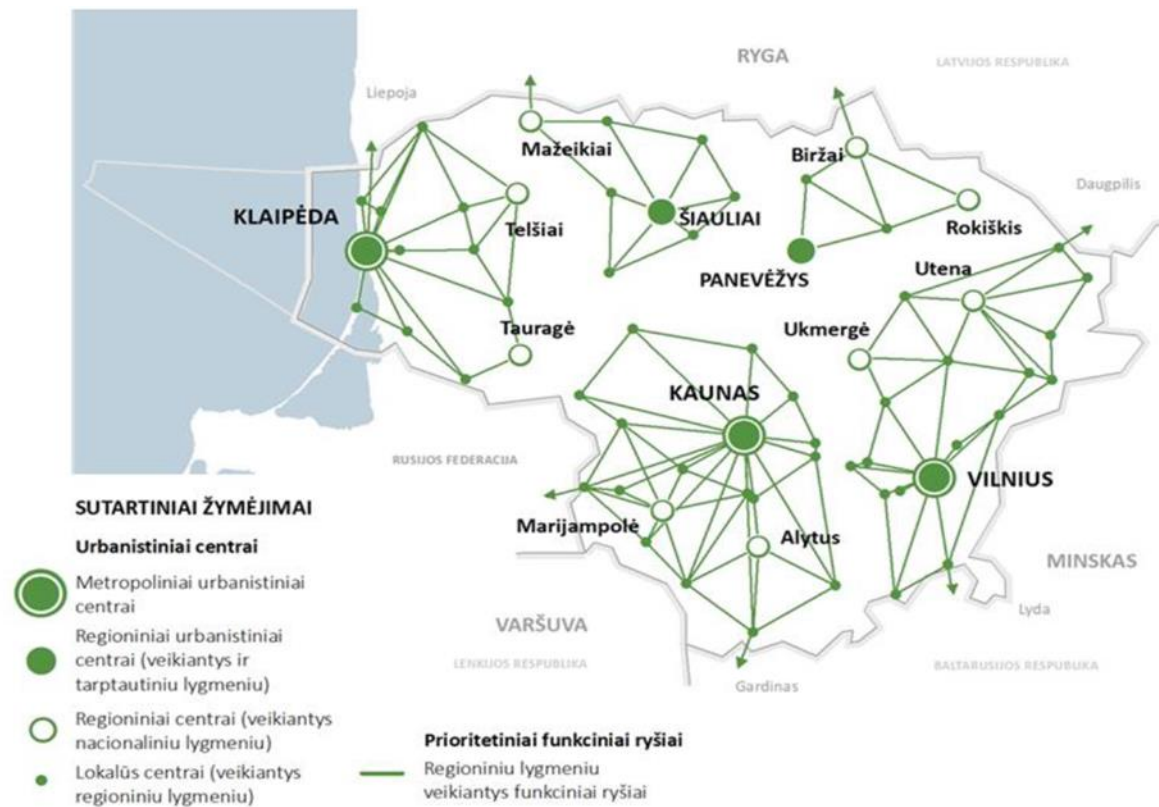 RYGA
LATVIJOS RESPUBLIKA
Liepoja
Mažeikiai
Biržai
Daugpilis
KLAIPĖDA
Telšiai
ŠIAULIAI
Rokiškis
PANEVĖŽYS
Utena
Tauragė
Ukmergė
KAUNAS
RUSIJOS FEDERACIJA
VILNIUS
SUTARTINIAI ŽYMĖJIMAI
Marijampolė
Alytus
Urbanistiniai centrai
MINSKAS
Metropoliniai urbanistiniai
centrai
Lyda
VARŠUVA
Regioniniai urbanistiniai
centrai (veikiantys ir
tarptautiniu lygmeniu)
LENKIJOS RESPUBLIKA
BALTARUSIJOS RESPUBLIKA
Gardinas
Regioniniai centrai (veikiantys
nacionaliniu lygmeniu)
Prioritetiniai funkciniai ryšiai
Lokalūs centrai (veikiantys
regioniniu lygmeniu)
Regioniniu lygmeniu
veikiantys funkciniai ryšiai